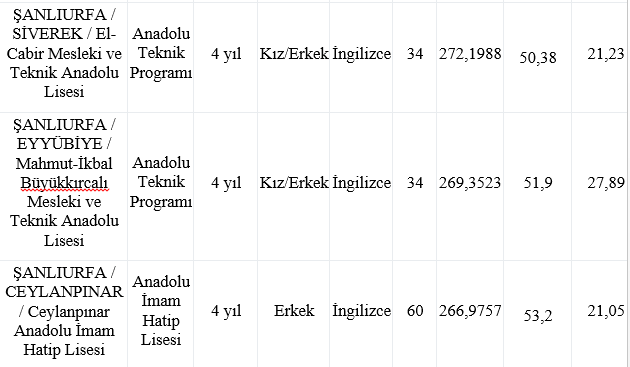 ŞANLIURFA /
SİVEREK / El-
Cabir Mesleki ve
Teknik Anadolu
Lisesi
Anadolu
Teknik
Programı
4 yıl
Kız/Erkek
İngilizce
34
272,1988
50,38
21,23
ŞANLIURFA /
EYYÜBİYE /
Mahmut-İkbal
Büyükkırcalı
Mesleki ve
Teknik Anadolu
Lisesi
Anadolu
Teknik
Programı
4 yıl
Kız/Erkek
İngilizce
34
269,3523
51,9
27,89
ŞANLIURFA /
CEYLANPINAR
/ Ceylanpınar
Anadolu İmam
Hatip Lisesi
Anadolu
İmam
Hatip
Lisesi
4 yıl
Erkek
İngilizce
60
266,9757
53,2
21,05